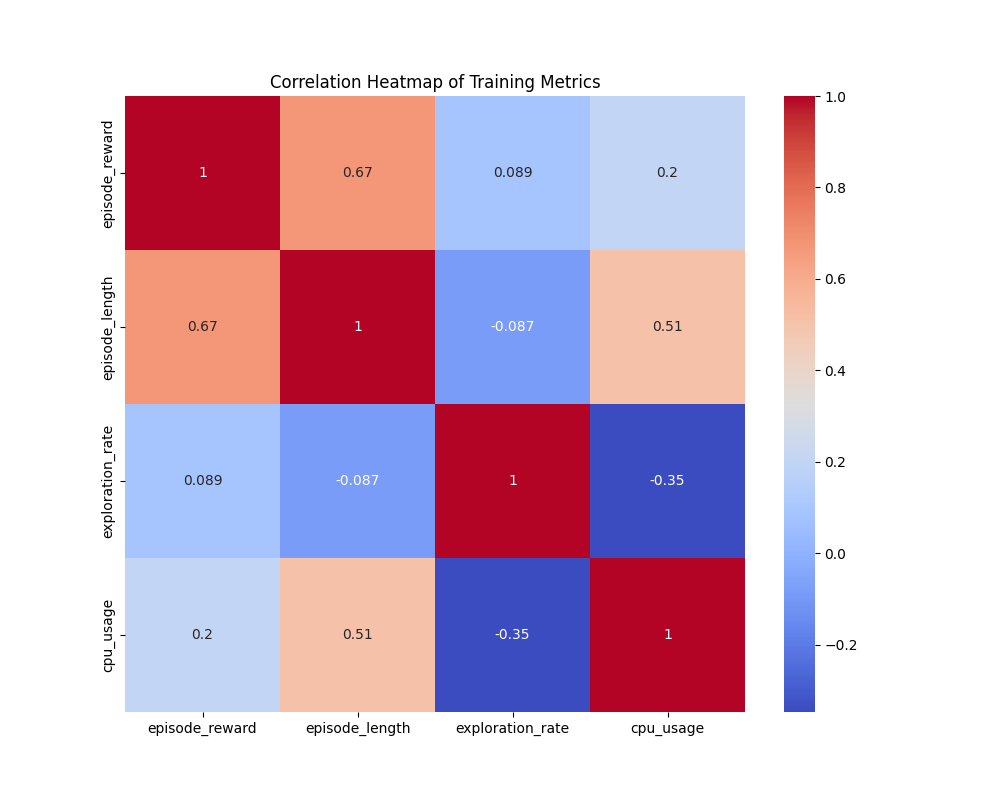 Correlation Heatmap of Training Metrics
episode_reward
1
0.67
0.089
0.2
episode_length
0.67
1
-0.087
0.51
exploration_rate
0.089
-0.087
1
-0.35
cpu_usage
0.2
0.51
-0.35
1
episode_reward
episode_length
exploration_rate
cpu_usage
1.0
0.8
0.6
0.4
0.2
0.0
−0.2